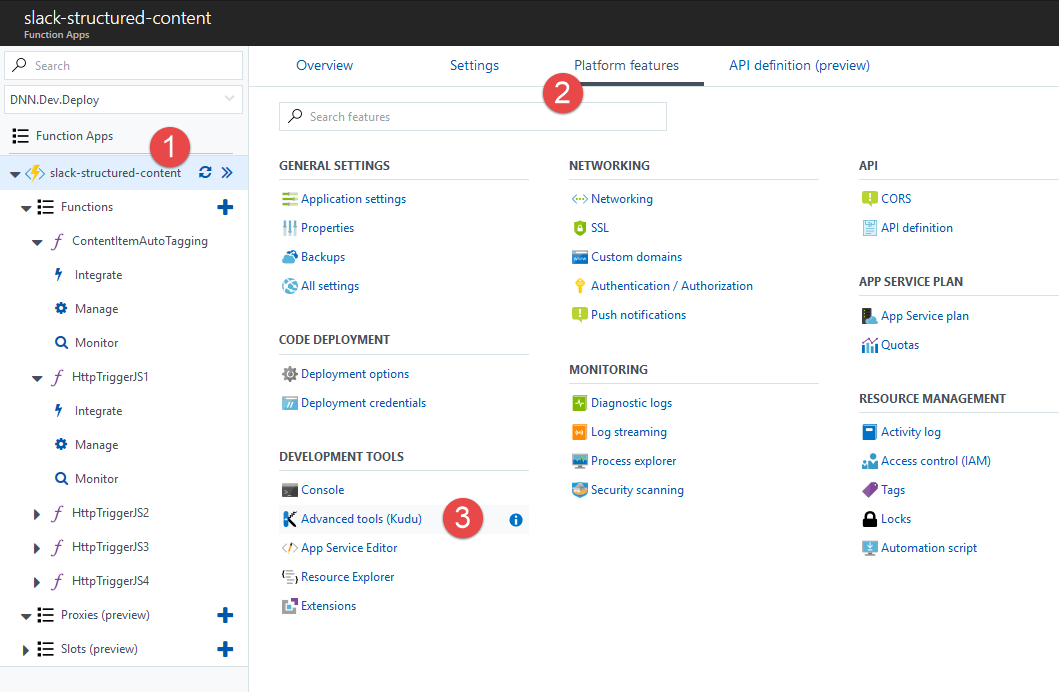 slack-structured-content
Function Apps
Search
DNN.Dev.Deploy
Function Apps
1
slack-structured-content
Functions
ContentItemAutoTagging
Integrate
Manage
Monitor
HttpTriggerJS1
Integrate
Manage
Monitor
HttpTriggerJS2
HttpTriggerJS3
HttpTriggerJS4
Proxies (preview)
Slots (preview)
Overview
Settings
Platform features
API definition (preview)
2
Search features
GENERAL SETTINGS
Application settings
Properties
Backups
All settings
CODE DEPLOYMENT
Deployment options
Deployment credentials
DEVELOPMENT TOOLS
Console
Advanced tools (Kudu)
3
App Service Editor
Resource Explorer
Extensions
NETWORKING
Networking
SSL
Custom domains
Authentication / Authorization
Push notifications
MONITORING
Diagnostic logs
Log streaming
Process explorer
Security scanning
API
CORS
API definition
APP SERVICE PLAN
App Service plan
Quotas
RESOURCE MANAGEMENT
Activity log
Access control (IAM)
Tags
Locks
Automation script